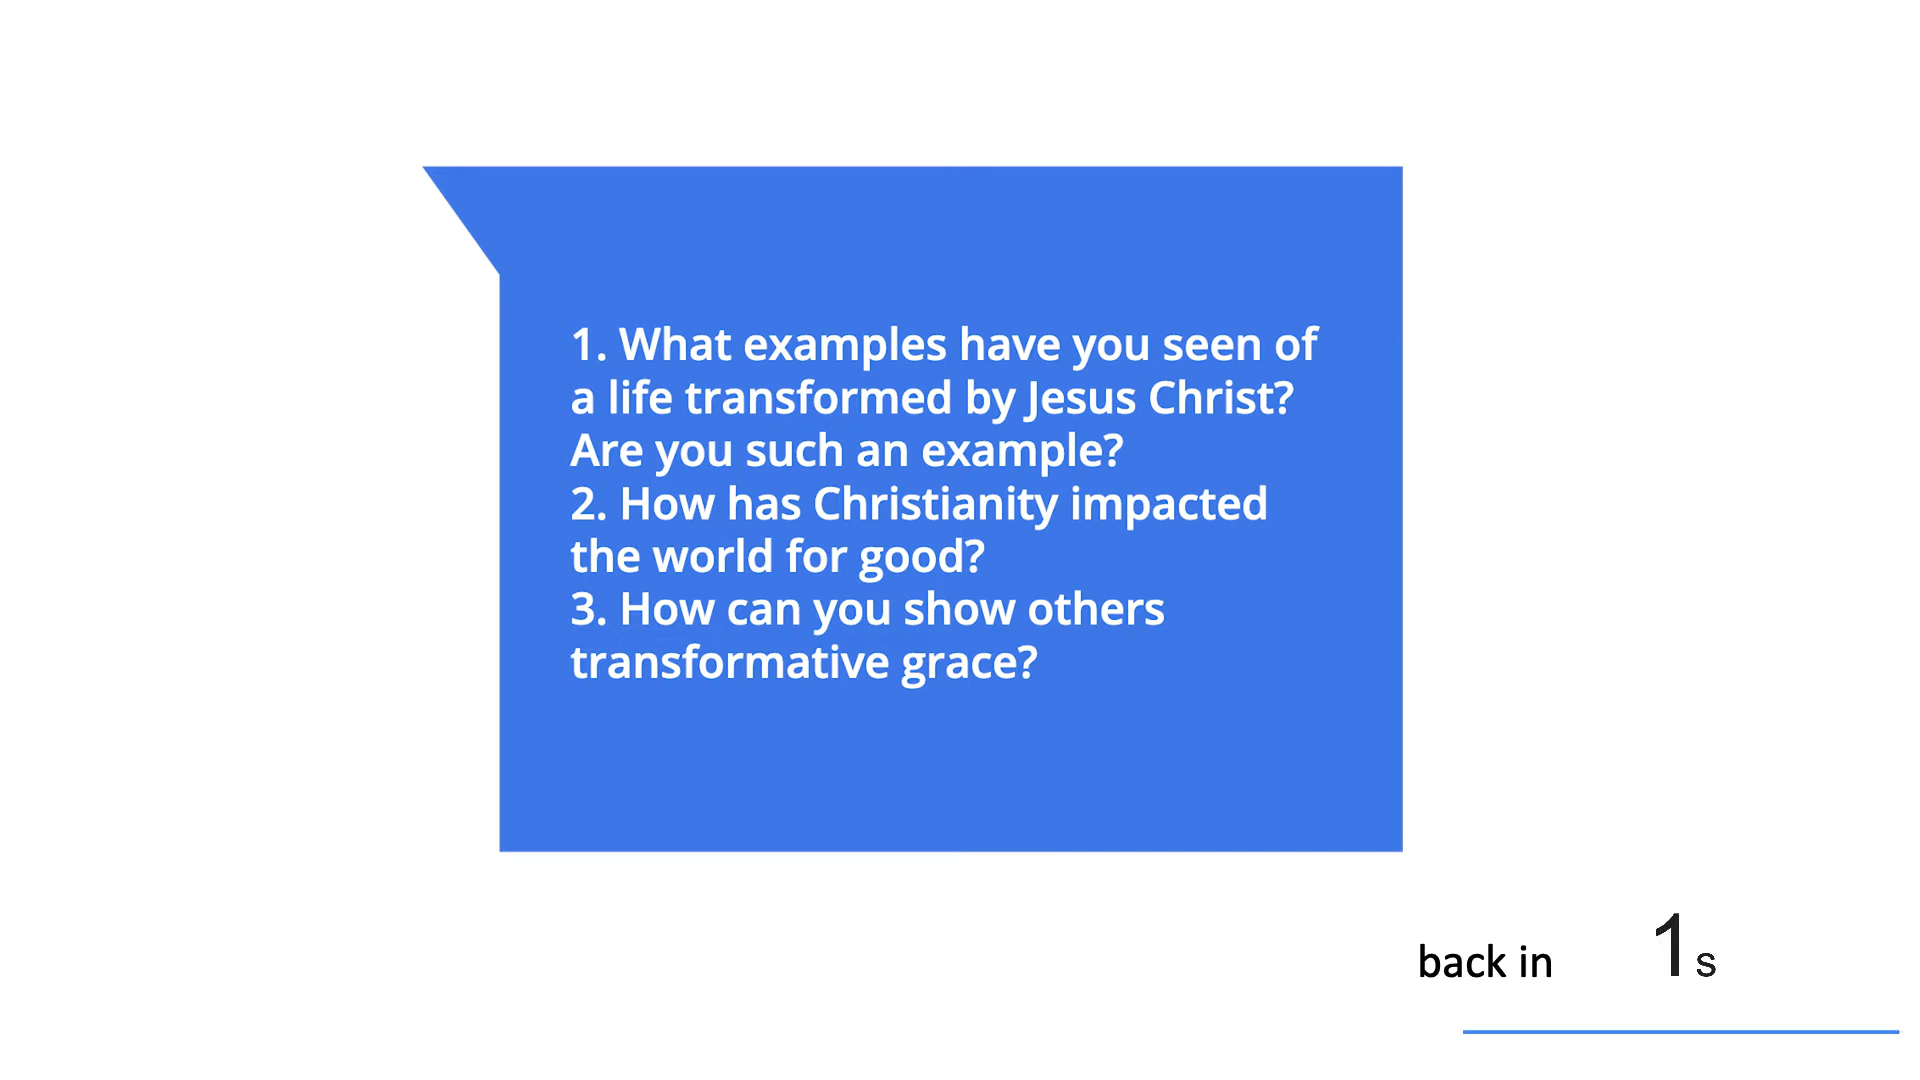 1. What examples have you seen of
a life transformed by Jesus Christ?
Are you such an example?
2. How has Christianity impacted
the world for good?
3. How can you show others
transformative grace?
back in 1 s